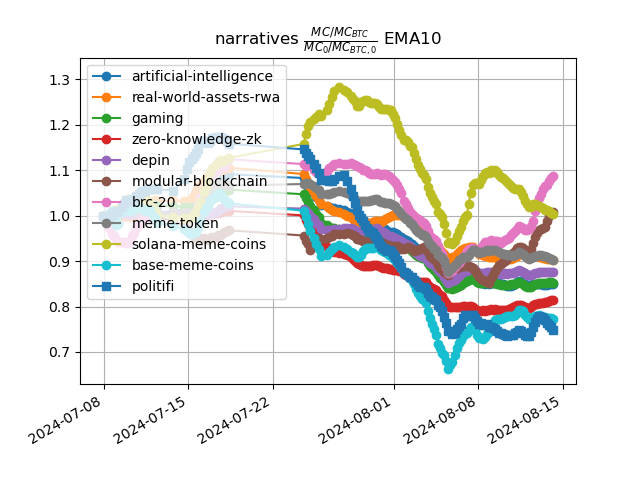 narratives MC/MC_BTC / MC_0/MC_BTC,0 EMA10
1.3
1.2
1.1
1.0
0.9
0.8
0.7
artificial-intelligence
real-world-assets-rwa
gaming
zero-knowledge-zk
depin
modular-blockchain
brc-20
meme-token
solana-meme-coins
base-meme-coins
politifi
2024-07-08
2024-07-15
2024-07-22
2024-08-01
2024-08-08
2024-08-15